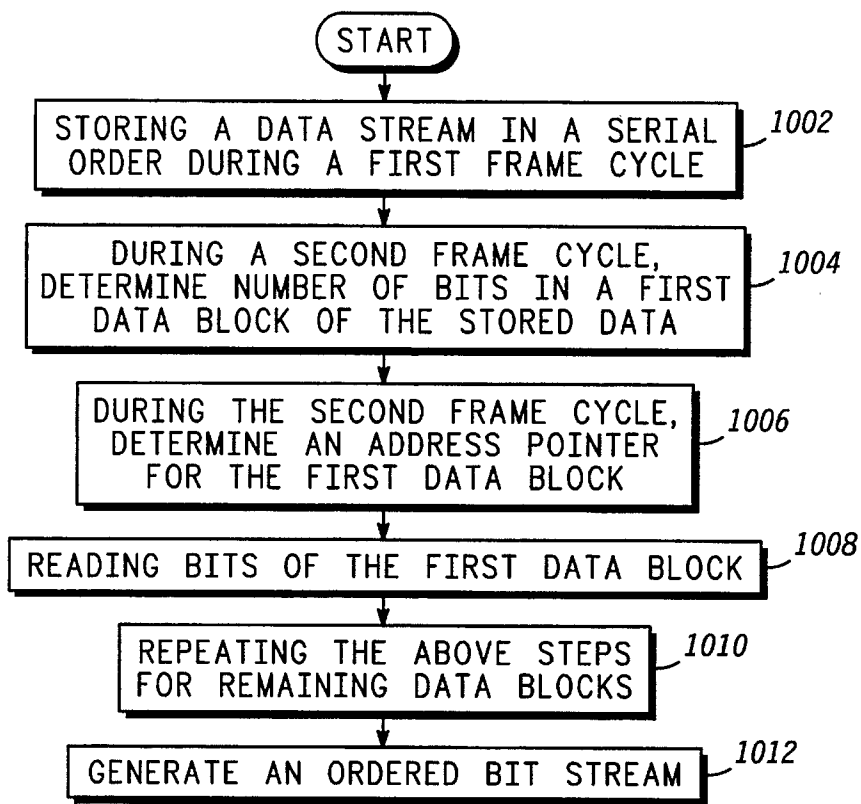 START
STORING A DATA STREAM IN A SERIAL
ORDER DURING A FIRST FRAME CYCLE
1002
DURING A SECOND FRAME CYCLE,
DETERMINE NUMBER OF BITS IN A FIRST
DATA BLOCK OF THE STORED DATA
1004
DURING THE SECOND FRAME CYCLE,
DETERMINE AN ADDRESS POINTER
FOR THE FIRST DATA BLOCK
1006
READING BITS OF THE FIRST DATA BLOCK
1008
REPEATING THE ABOVE STEPS
FOR REMAINING DATA BLOCKS
1010
GENERATE AN ORDERED BIT STREAM
1012